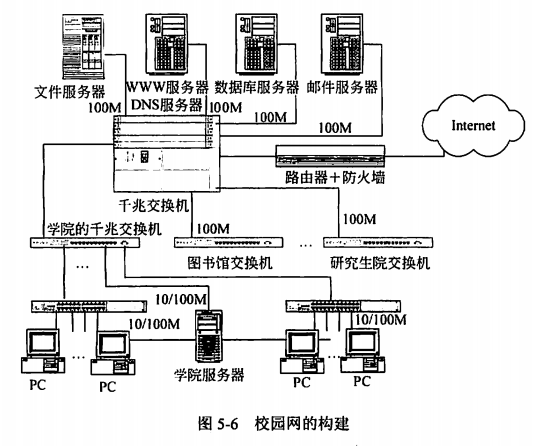 文件服务器
WWW服务器
DNS服务器
数据库服务器
邮件服务器
100M
100M
100M
100M
Internet
路由器＋防火墙
千兆交换机
学院的千兆交换机
100M
100M
图书馆交换机
…
研究生院交换机
…
10/100M
10/100M
10/100M
…
…
PC
PC
学院服务器
PC
PC
图 5-6 校园网的构建